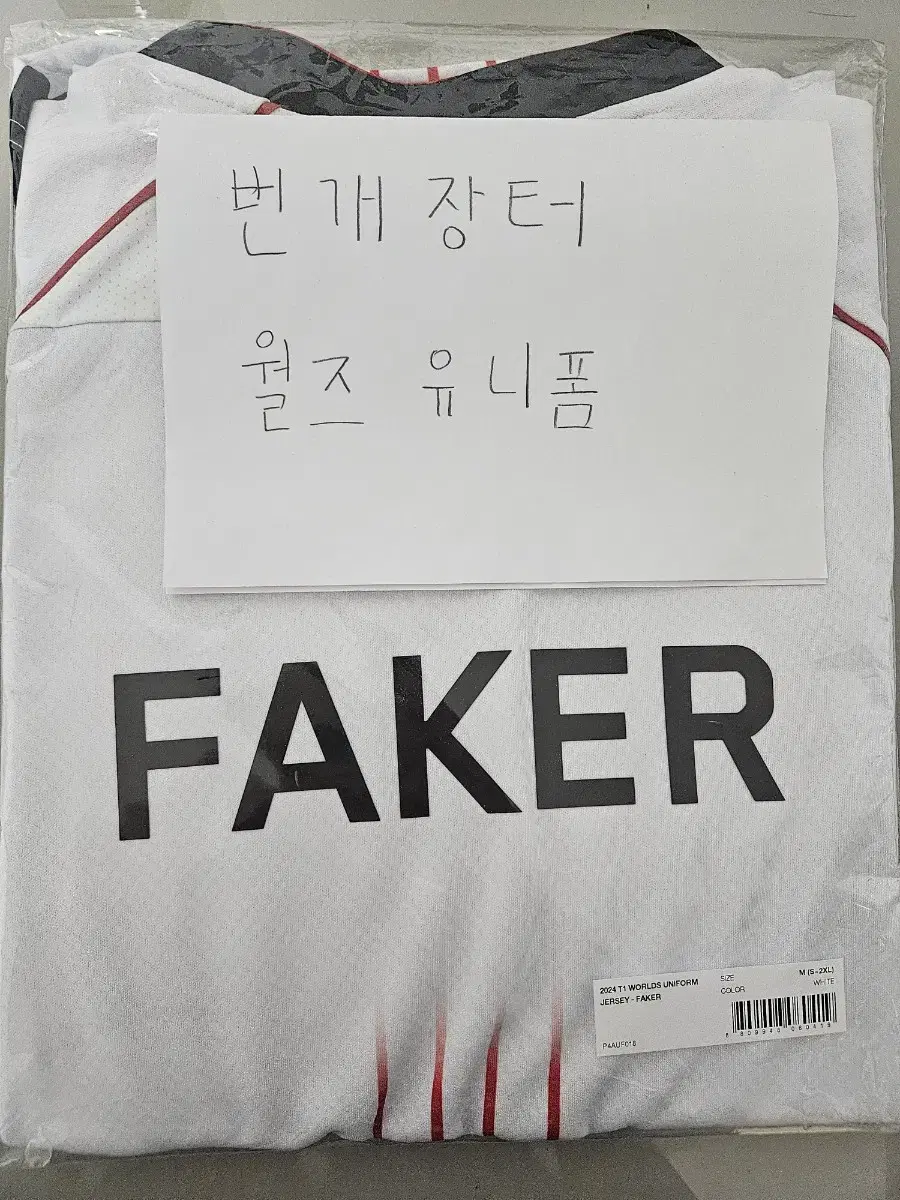 번개장터
월즈 유니폼
FAKER
2024 T1 WORLDS UNIFORM
JERSEY - FAKER
SIZE M (S~2XL)
COLOR WHITE
P4AUF018